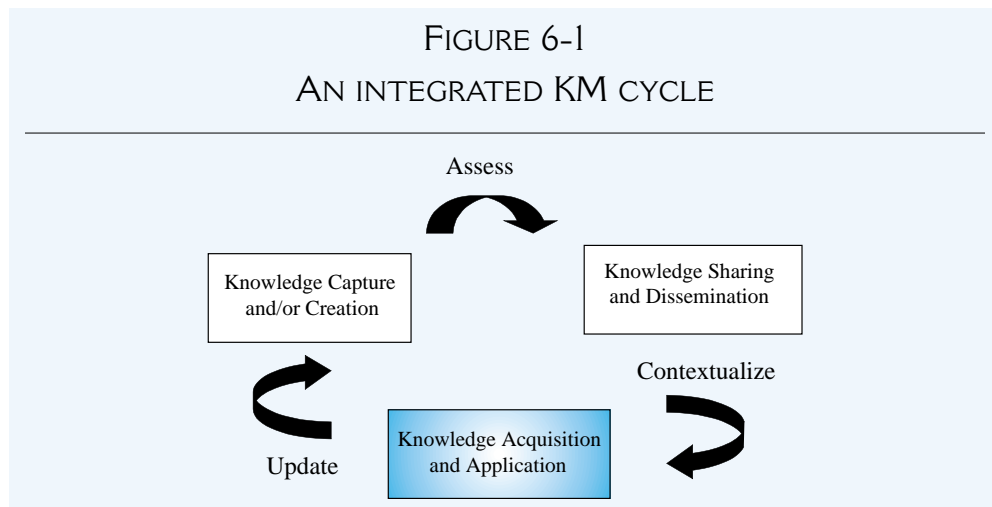 FIGURE 6-1
AN INTEGRATED KM CYCLE
Assess
Knowledge Capture
and/or Creation
Knowledge Sharing
and Dissemination
Contextualize
Knowledge Acquisition
and Application
Update